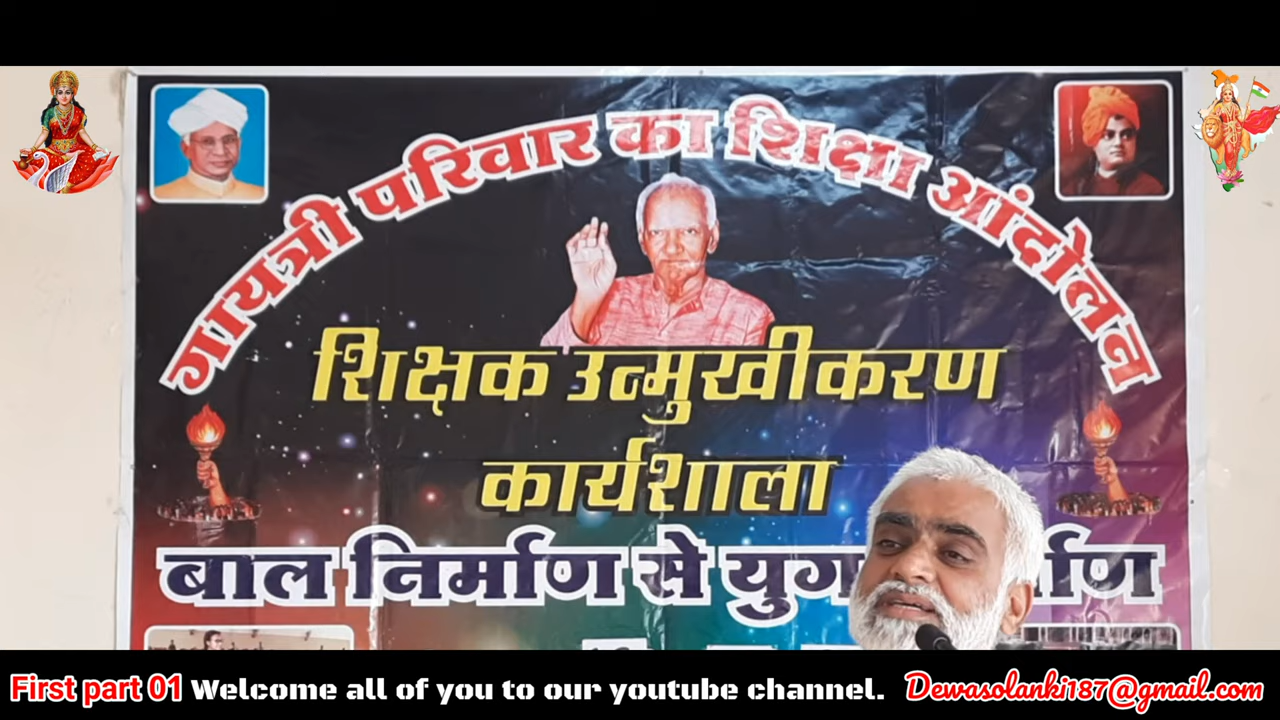 गायत्री परिवार का शिक्षा आंदोलन
शिक्षक उन्मुखीकरण
कार्यशाला
बाल निर्माण से युग
First part 01 Welcome all of you to our youtube channel. Dewasolanki187@gmail.com